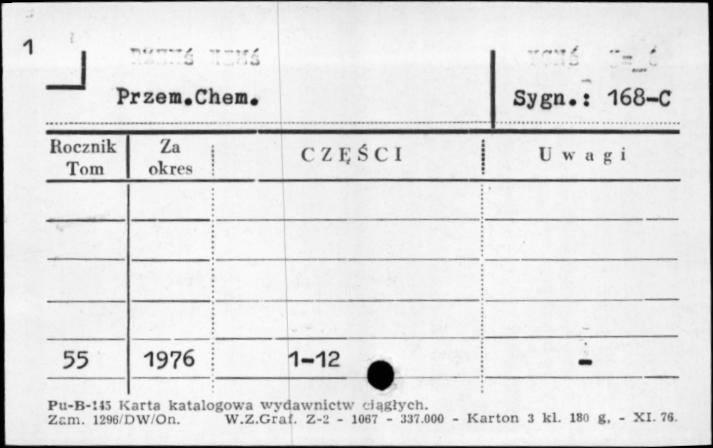 1
Przem.Chem.
Sygn.: 168-C
Rocznik Tom
Za okres
CZĘŚCI
Uwagi
55 1976 1-12 -
Pu-B-145 Karta katalogowa wydawnictw ciągłych.
Zam. 1296/DW/On. W.Z.Graf. Z-2 - 1067 - 337.000 - Karton 3 kl. 180 g. - XI. 76.